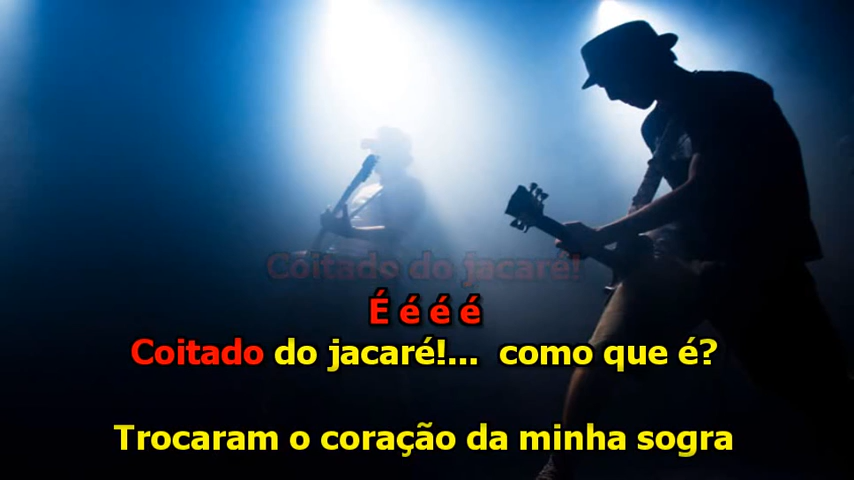 Coitado do jacaré!
É é é é
Coitado do jacaré!... como que é?
Trocaram o coração da minha sogra